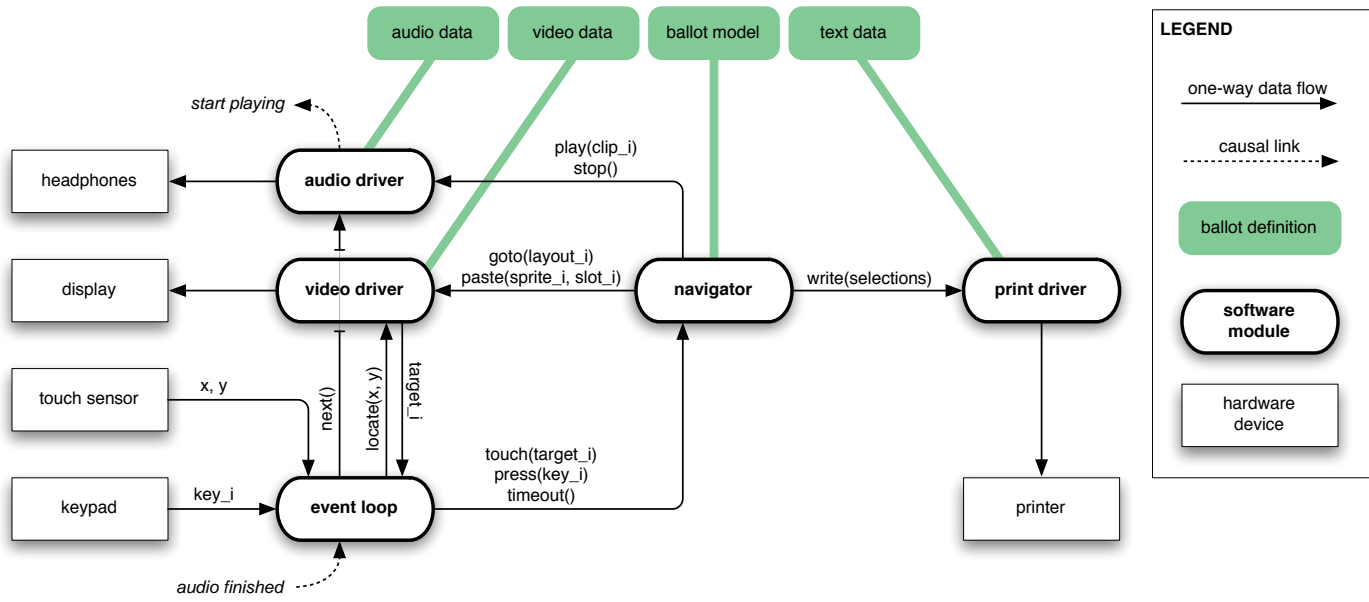 audio data
video data
ballot model
text data
LEGEND
one-way data flow
causal link
ballot definition
software
module
hardware
device
start playing
headphones
audio driver
play(clip_i)
stop()
display
video driver
goto(layout_i)
paste(sprite_i, slot_i)
navigator
write(selections)
print driver
touch sensor
x, y
next()
locate(x, y)
target_i
keypad
key_i
event loop
touch(target_i)
press(key_i)
timeout()
printer
audio finished